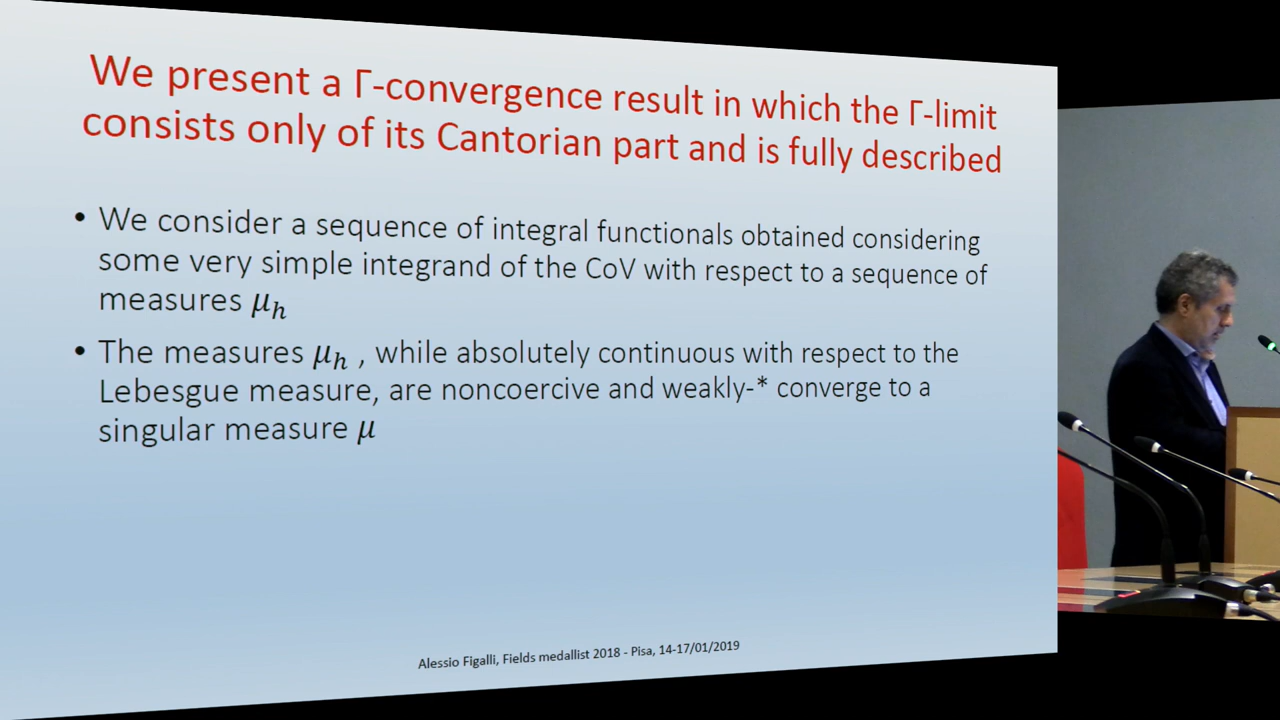 We present a Γ-convergence result in which the Γ-limit
consists only of its Cantorian part and is fully described
• We consider a sequence of integral functionals obtained considering
some very simple integrand of the CoV with respect to a sequence of
measures μₕ
• The measures μₕ , while absolutely continuous with respect to the
Lebesgue measure, are noncoercive and weakly-* converge to a
singular measure μ
Alessio Figalli, Fields medallist 2018 - Pisa, 14-17/01/2019